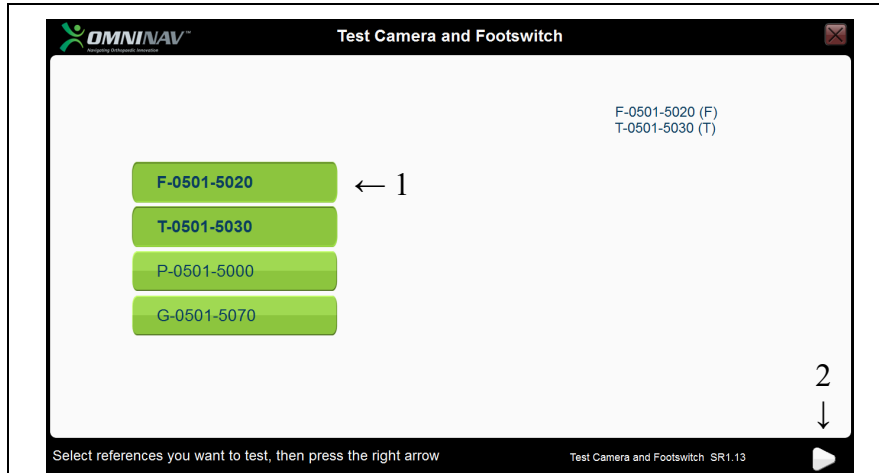 OMNINAV™
Navigating Orthopaedic Innovation
Test Camera and Footswitch
F-0501-5020 (F)
T-0501-5030 (T)
F-0501-5020
← 1
T-0501-5030
P-0501-5000
G-0501-5070
2
↓
Select references you want to test, then press the right arrow
Test Camera and Footswitch SR1.13